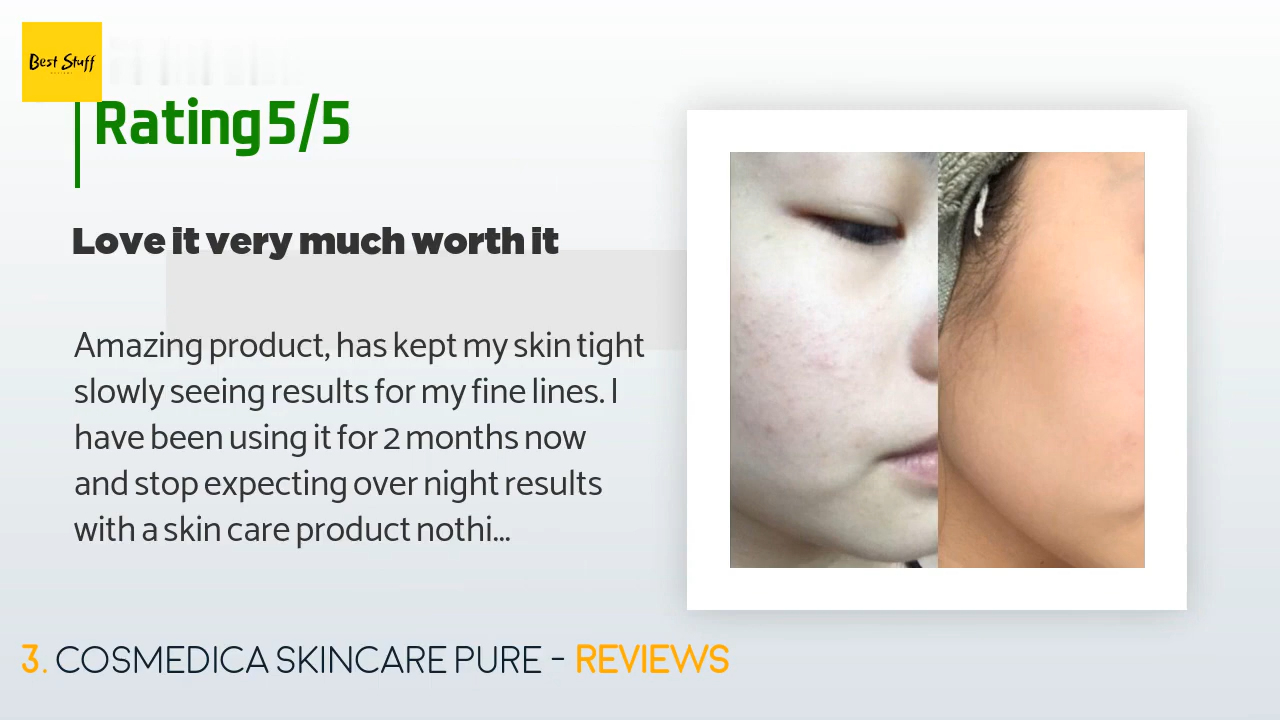 Best Stuff
Rating 5/5
Love it very much worth it
Amazing product, has kept my skin tight
slowly seeing results for my fine lines. I
have been using it for 2 months now
and stop expecting over night results
with a skin care product nothi...
3. COSMEDICA SKINCARE PURE - REVIEWS